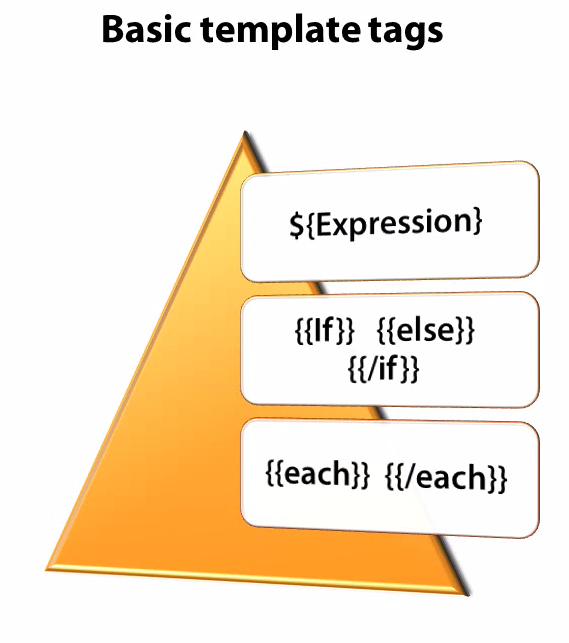 Basic template tags
${Expression}
{{If}} {{else}}
{{/if}}
{{each}} {{/each}}